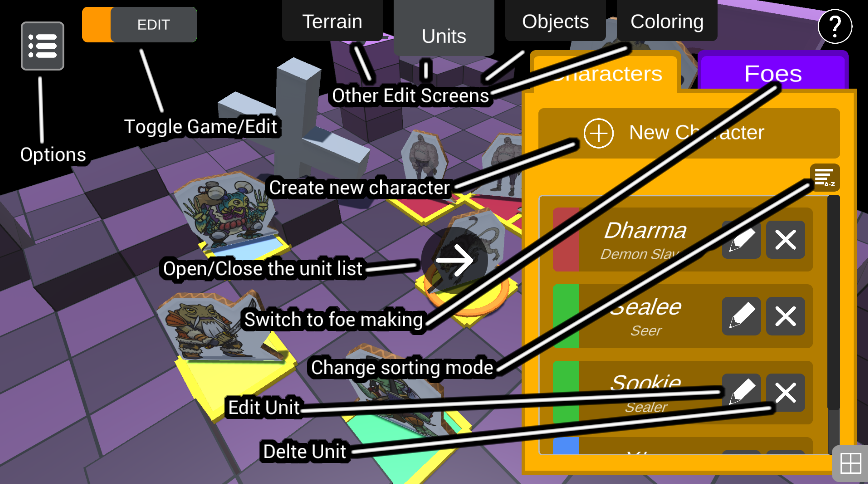 EDIT
Terrain
Units
Objects
Coloring
?
Characters
Foes
Other Edit Screens
Toggle Game/Edit
Options
New Character
Create new character
A-Z
Dharma
Demon Slay
Open/Close the unit list
Sealee
Seer
Switch to foe making
Change sorting mode
Sookie
Sealer
Edit Unit
Delte Unit